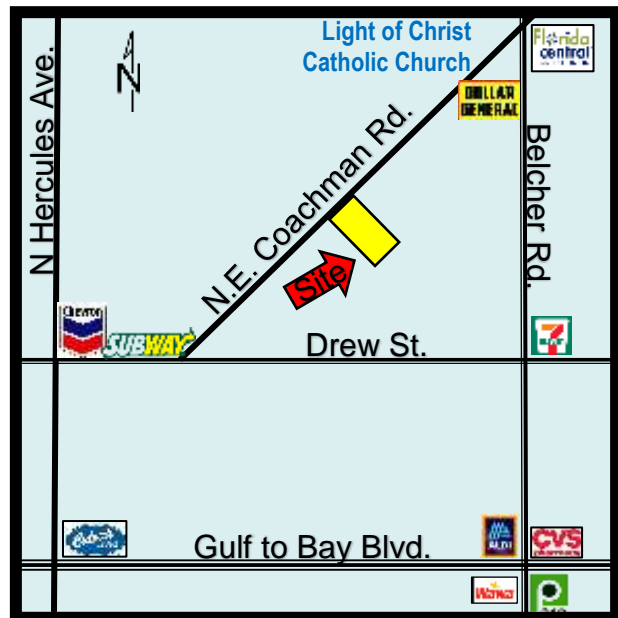 Light of Christ
Catholic Church
Florida
central
DOLLAR
GENERAL
N
N Hercules Ave.
N.E. Coachman Rd.
Belcher Rd.
Site
Chevron
SUBWAY
Drew St.
7
Gulf to Bay Blvd.
ALDI
CVS
Wawa